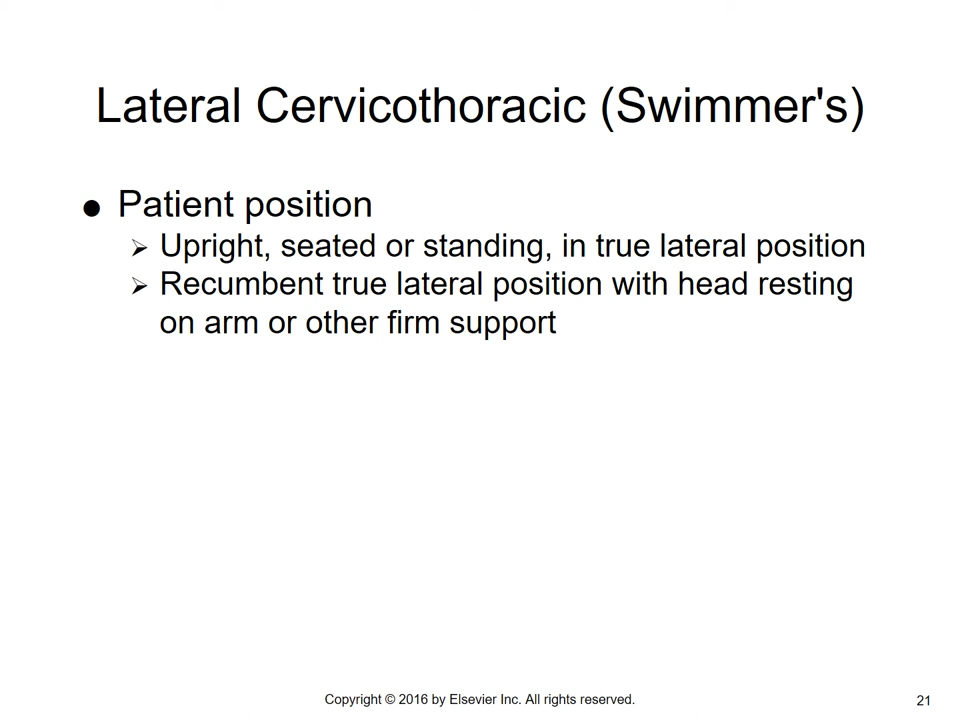 Lateral Cervicothoracic (Swimmer's)
● Patient position
➢ Upright, seated or standing, in true lateral position
➢ Recumbent true lateral position with head resting
on arm or other firm support
Copyright © 2016 by Elsevier Inc. All rights reserved.
21